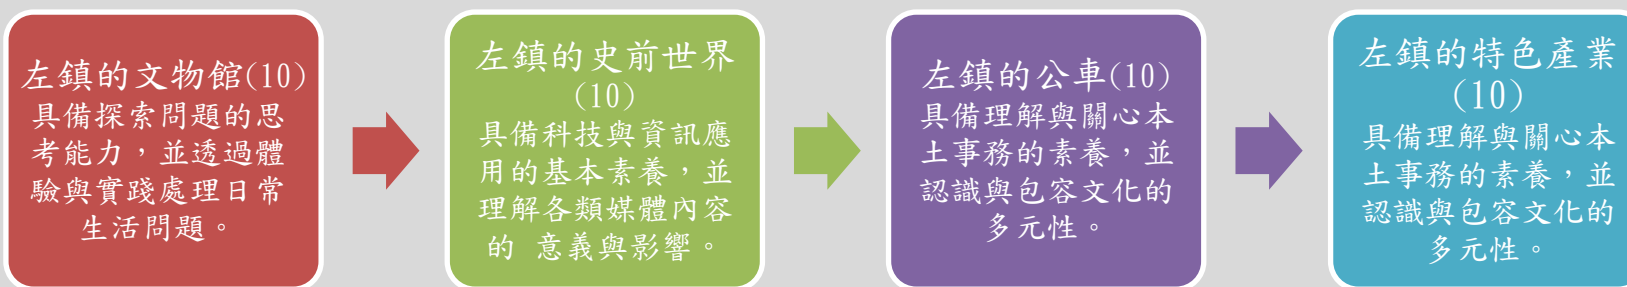 左鎮的文物館(10)
具備探索問題的思
考能力，並透過體
驗與實踐處理日常
生活問題。
左鎮的史前世界
(10)
具備科技與資訊應
用的基本素養，並
理解各類媒體內容
的 意義與影響。
左鎮的公車(10)
具備理解與關心本
土事務的素養，並
認識與包容文化的
多元性。
左鎮的特色產業
(10)
具備理解與關心本
土事務的素養，並
認識與包容文化的
多元性。